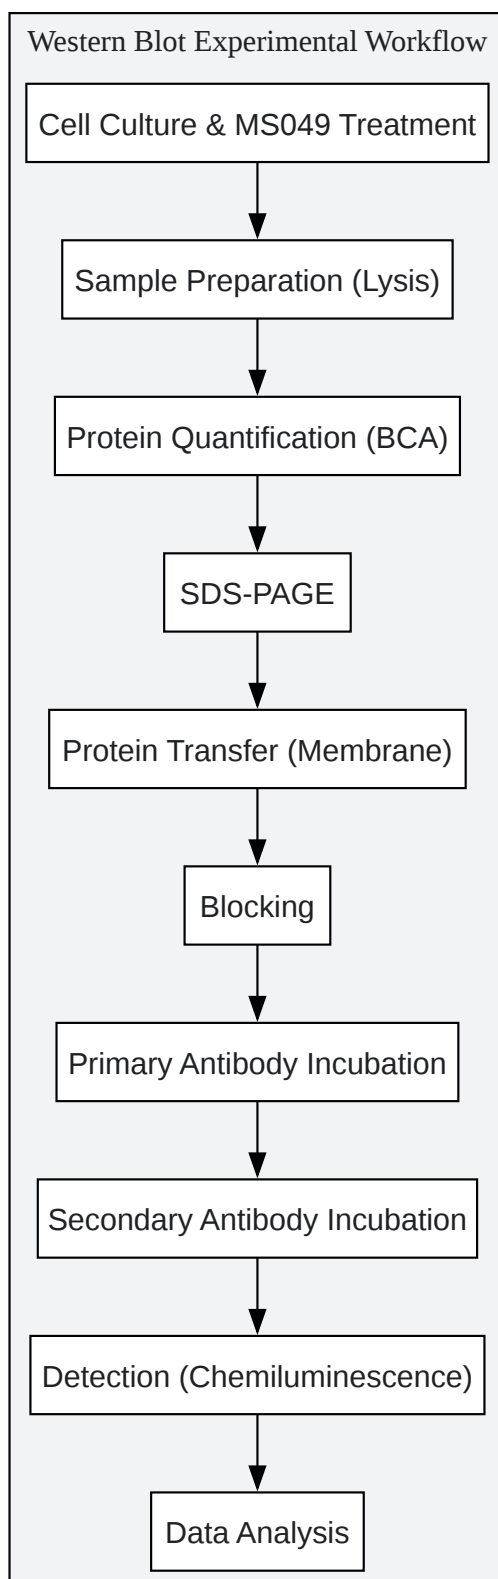 Western Blot Experimental Workflow
Cell Culture & MS049 Treatment
Sample Preparation (Lysis)
Protein Quantification (BCA)
SDS-PAGE
Protein Transfer (Membrane)
Blocking
Primary Antibody Incubation
Secondary Antibody Incubation
Detection (Chemiluminescence)
Data Analysis